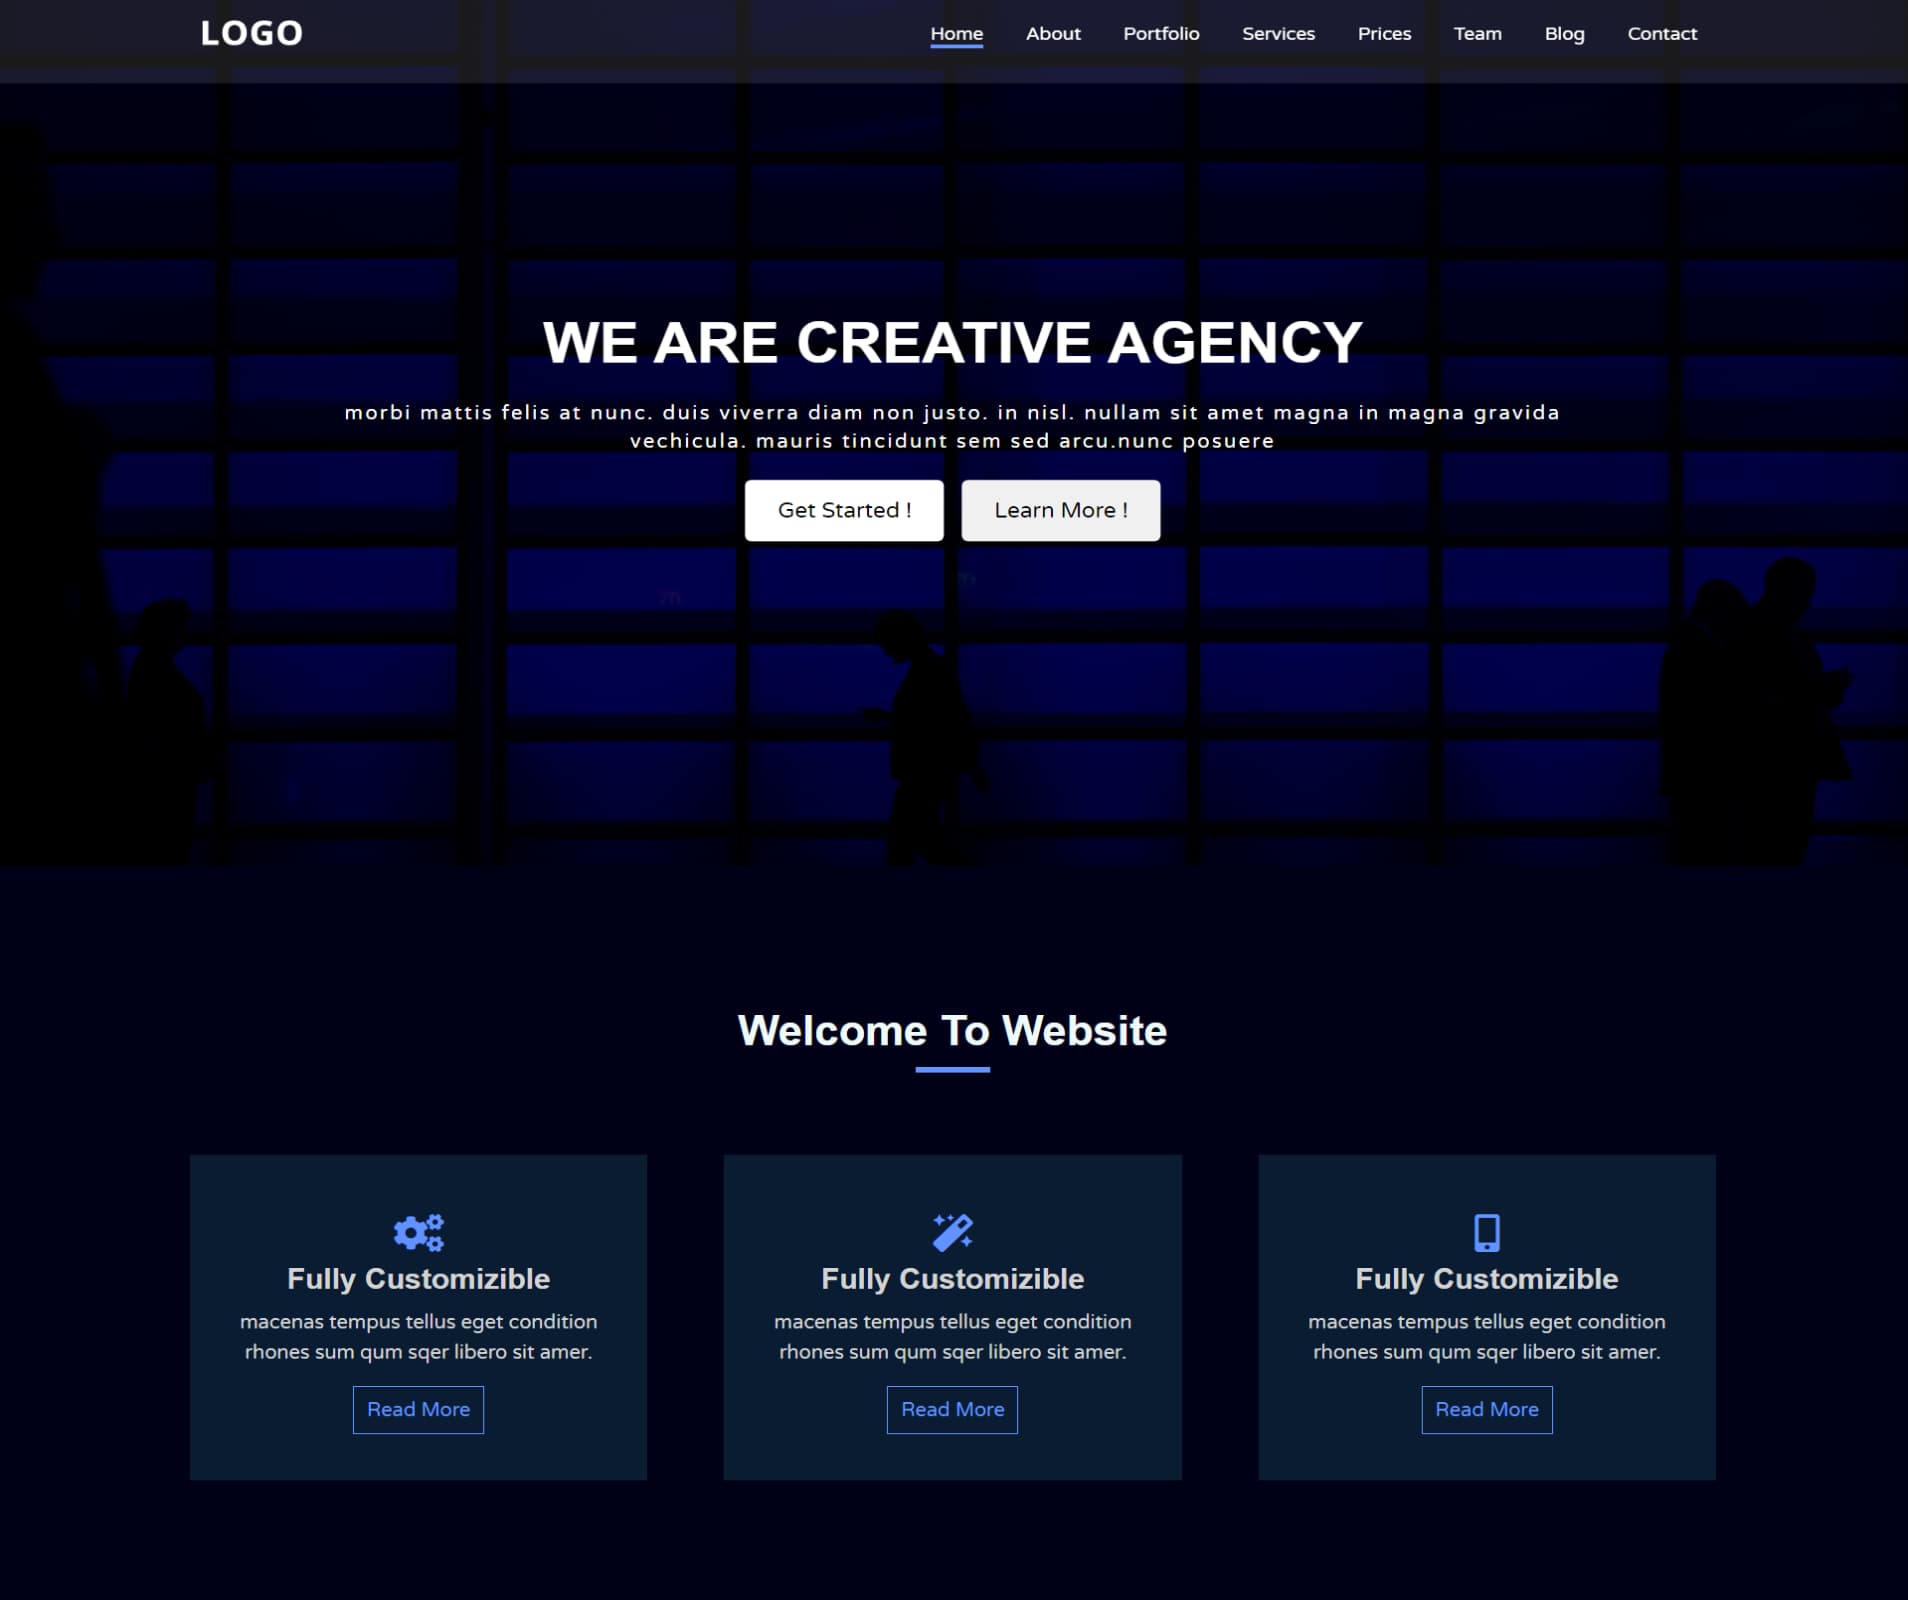 LOGO
Home About Portfolio Services Prices Team Blog Contact
WE ARE CREATIVE AGENCY
morbi mattis felis at nunc. duis viverra diam non justo. in nisl. nullam sit amet magna in magna gravida
vechicula. mauris tincidunt sem sed arcu.nunc posuere
Get Started !
Learn More !
Welcome To Website
Fully Customizible
macenas tempus tellus eget condition
rhones sum qum sqer libero sit amer.
Read More
Fully Customizible
macenas tempus tellus eget condition
rhones sum qum sqer libero sit amer.
Read More
Fully Customizible
macenas tempus tellus eget condition
rhones sum qum sqer libero sit amer.
Read More